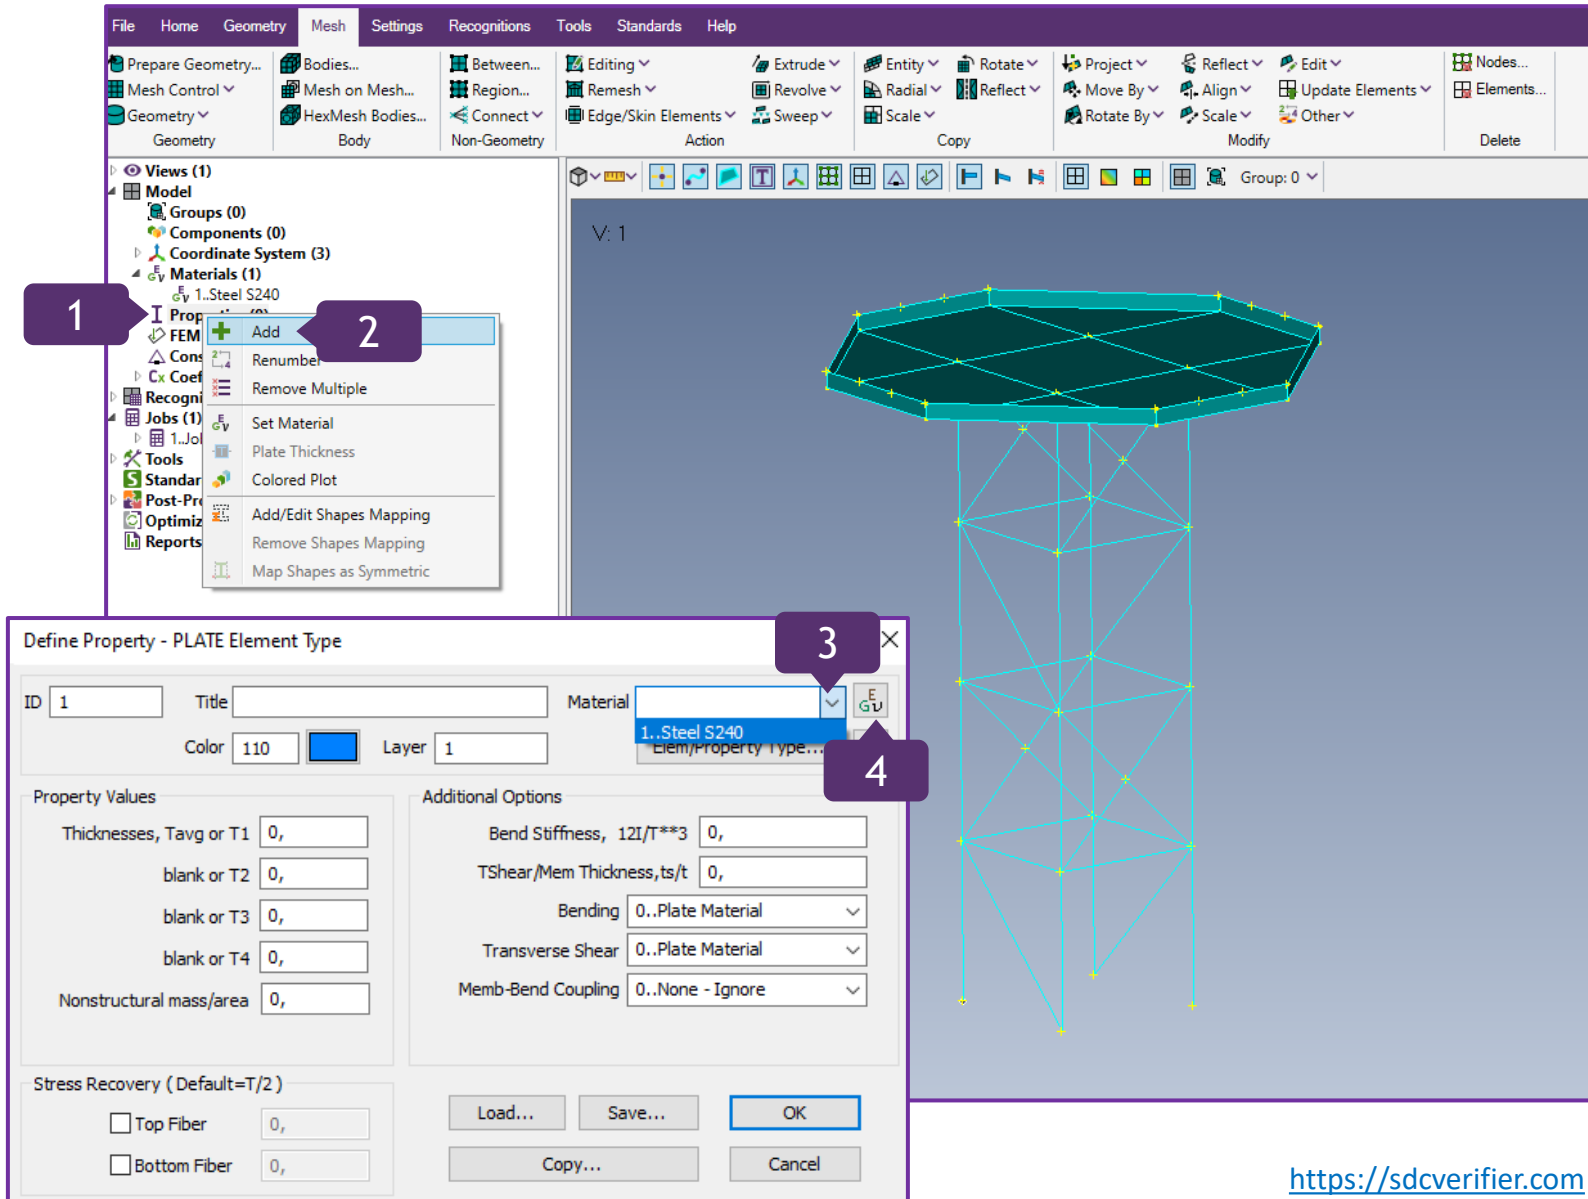 File Home Geometry Mesh Settings Recognitions Tools Standards Help
Prepare Geometry... Bodies... Between... Editing Extrude Entity Rotate Project Reflect Edit Nodes...
Mesh Control Mesh on Mesh... Region... Remesh Revolve Radial Reflect Move By Align Update Elements Elements...
Geometry HexMesh Bodies... Connect Edge/Skin Elements Sweep Scale Rotate By Scale Other
Geometry Body Non-Geometry Action Copy Modify Delete
Views (1)
Model
Groups (0)
Components (0)
Coordinate System (3)
Materials (1)
1..Steel S240
FEM
Cx Coef
Jobs (1)
Tools
Reports
Add
Renumber
Remove Multiple
Set Material
Plate Thickness
Colored Plot
Add/Edit Shapes Mapping
Remove Shapes Mapping
Map Shapes as Symmetric
1
2
Group: 0
V: 1
Define Property - PLATE Element Type
3
ID 1 Title Material
1..Steel S240
Color 110 Layer 1 Elem/Property Type...
4
Property Values
Thicknesses, Tavg or T1 0,
blank or T2 0,
blank or T3 0,
blank or T4 0,
Nonstructural mass/area 0,
Additional Options
Bend Stiffness, 12I/T**3 0,
TShear/Mem Thickness,ts/t 0,
Bending 0..Plate Material
Transverse Shear 0..Plate Material
Memb-Bend Coupling 0..None - Ignore
Stress Recovery ( Default=T/2 )
Top Fiber 0,
Bottom Fiber 0,
Load... Save... OK
Copy... Cancel
https://sdcverifier.com